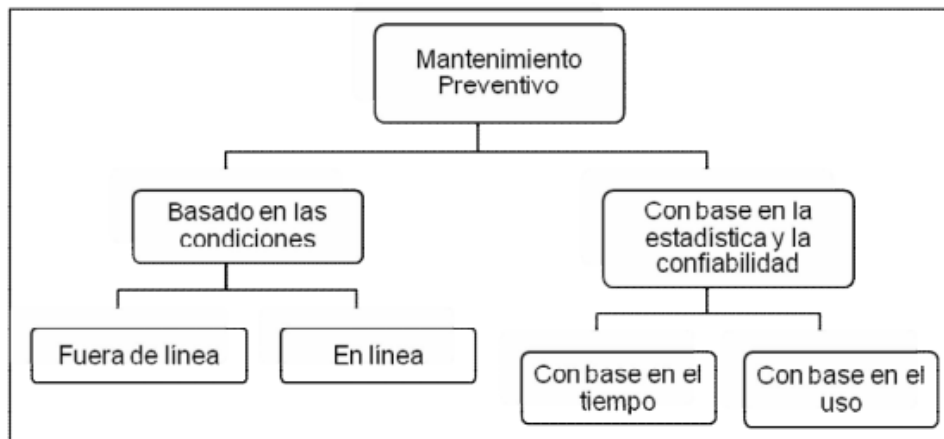 Mantenimiento
Preventivo
Basado en las
condiciones
Con base en la
estadística y la
confiabilidad
Fuera de línea
En línea
Con base en el
tiempo
Con base en el
uso